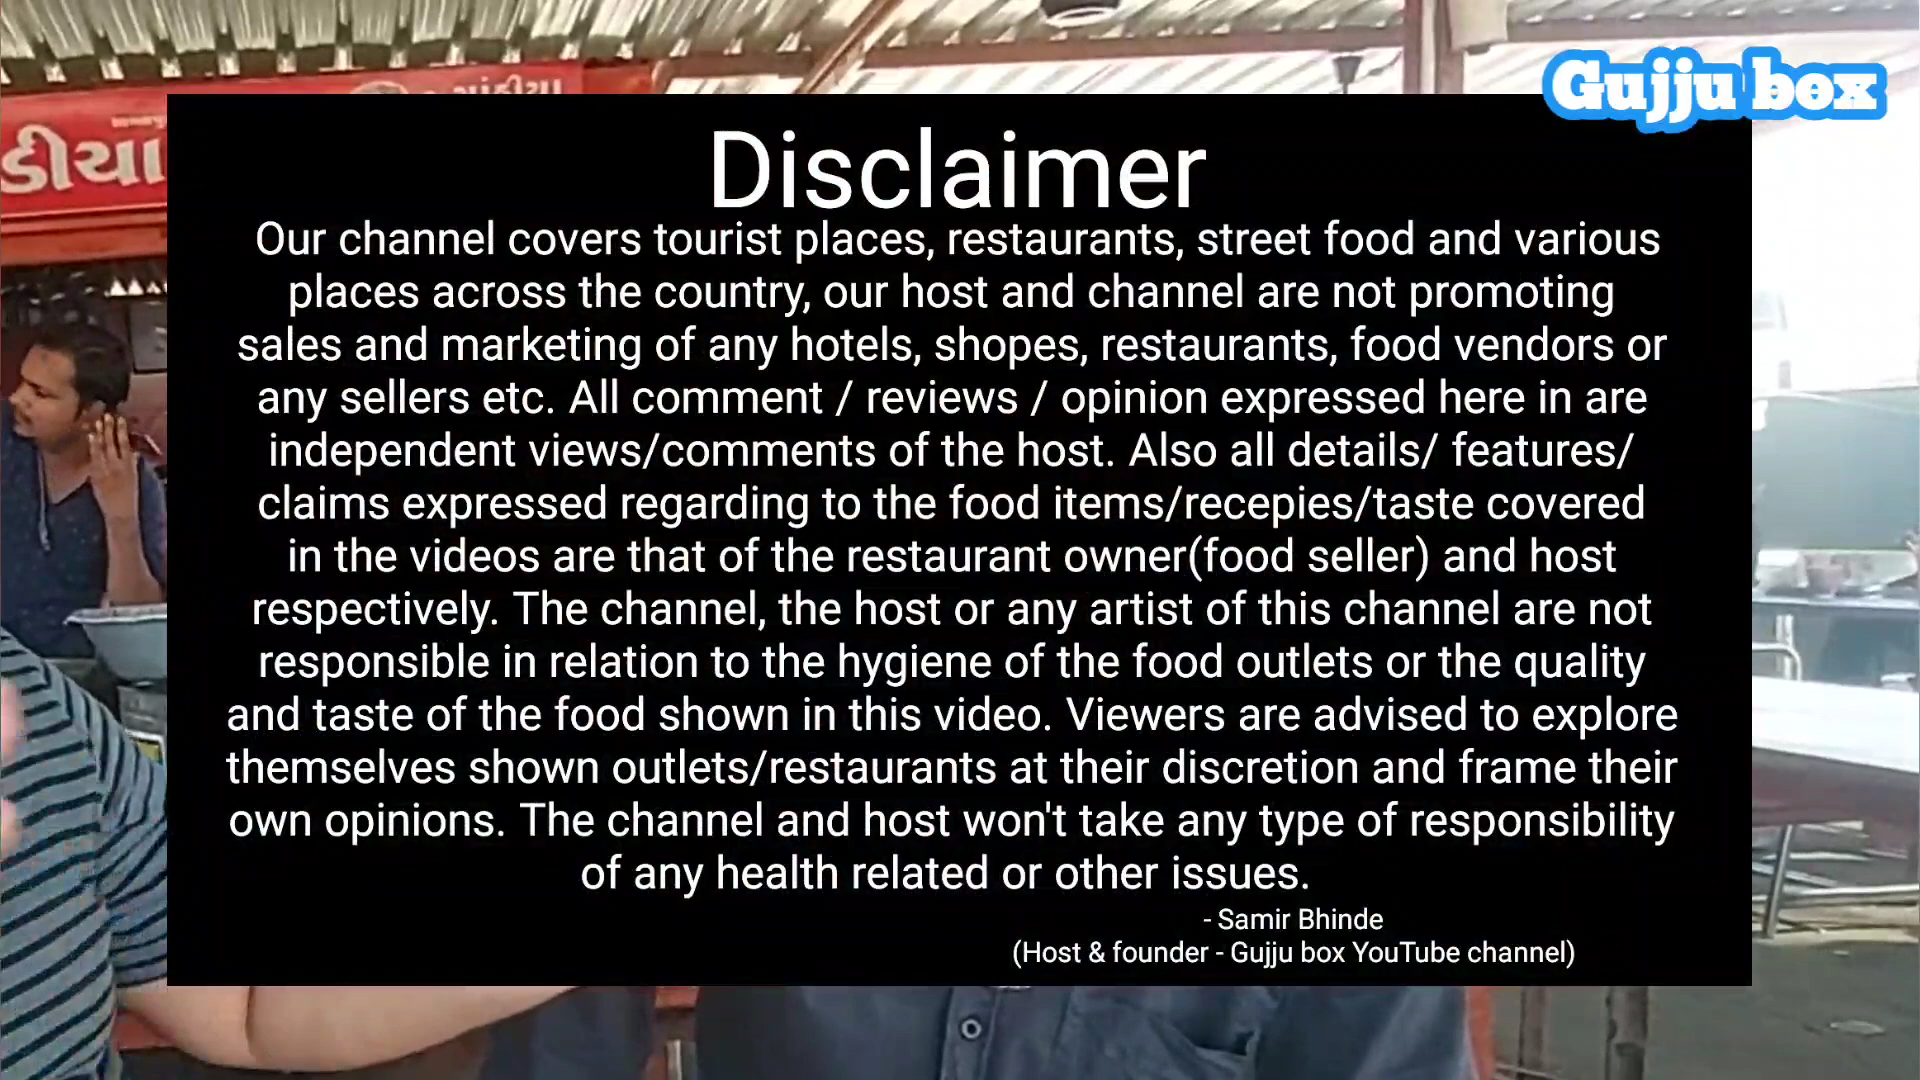 Gujju box
ગાંઠીયા
ડીયા
Disclaimer
Our channel covers tourist places, restaurants, street food and various
places across the country, our host and channel are not promoting
sales and marketing of any hotels, shopes, restaurants, food vendors or
any sellers etc. All comment / reviews / opinion expressed here in are
independent views/comments of the host. Also all details/ features/
claims expressed regarding to the food items/recepies/taste covered
in the videos are that of the restaurant owner(food seller) and host
respectively. The channel, the host or any artist of this channel are not
responsible in relation to the hygiene of the food outlets or the quality
and taste of the food shown in this video. Viewers are advised to explore
themselves shown outlets/restaurants at their discretion and frame their
own opinions. The channel and host won't take any type of responsibility
of any health related or other issues.
- Samir Bhinde
(Host & founder - Gujju box YouTube channel)